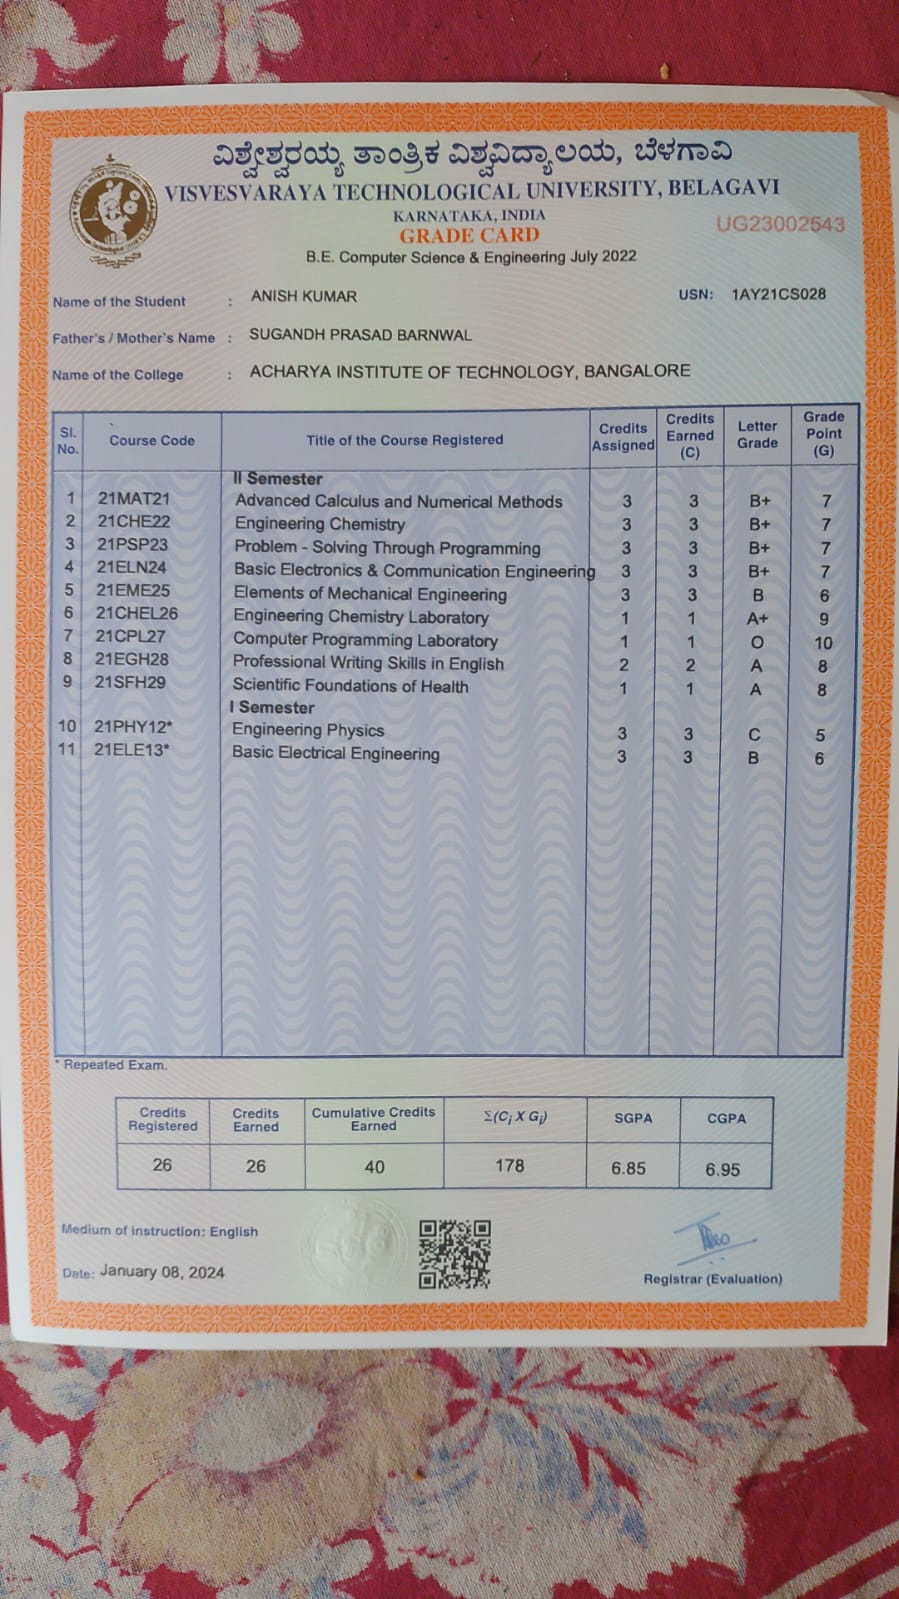 ವಿಶ್ವೇಶ್ವರಯ್ಯ ತಾಂತ್ರಿಕ ವಿಶ್ವವಿದ್ಯಾಲಯ, ಬೆಳಗಾವಿ
VISVESVARAYA TECHNOLOGICAL UNIVERSITY, BELAGAVI
KARNATAKA, INDIA
UG23002543
GRADE CARD
B.E. Computer Science & Engineering July 2022
Name of the Student : ANISH KUMAR USN: 1AY21CS028
Father's / Mother's Name : SUGANDH PRASAD BARNWAL
Name of the College : ACHARYA INSTITUTE OF TECHNOLOGY, BANGALORE
Sl. No. Course Code Title of the Course Registered Credits Assigned Credits Earned (C) Letter Grade Grade Point (G)
II Semester
1 21MAT21 Advanced Calculus and Numerical Methods 3 3 B+ 7
2 21CHE22 Engineering Chemistry 3 3 B+ 7
3 21PSP23 Problem - Solving Through Programming 3 3 B+ 7
4 21ELN24 Basic Electronics & Communication Engineering 3 3 B+ 7
5 21EME25 Elements of Mechanical Engineering 3 3 B 6
6 21CHEL26 Engineering Chemistry Laboratory 1 1 A+ 9
7 21CPL27 Computer Programming Laboratory 1 1 O 10
8 21EGH28 Professional Writing Skills in English 2 2 A 8
9 21SFH29 Scientific Foundations of Health 1 1 A 8
I Semester
10 21PHY12* Engineering Physics 3 3 C 5
11 21ELE13* Basic Electrical Engineering 3 3 B 6
* Repeated Exam.
Credits Registered Credits Earned Cumulative Credits Earned Σ(Ci X Gi) SGPA CGPA
26 26 40 178 6.85 6.95
Medium of instruction: English
Date: January 08, 2024
Registrar (Evaluation)